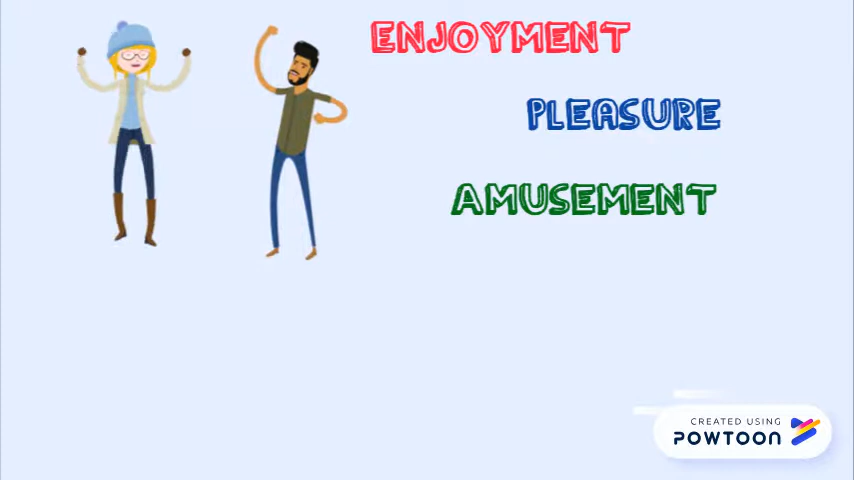 ENJOYMENT
PLEASURE
AMUSEMENT
CREATED USING
POWTOON